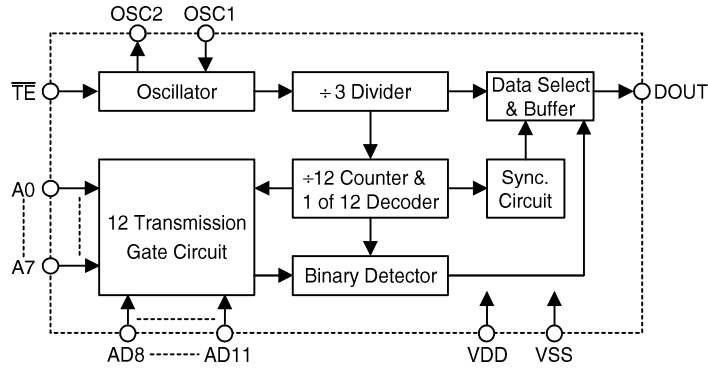 OSC2 OSC1
T̅E̅ Oscillator ÷ 3 Divider Data Select
& Buffer DOUT
A0 12 Transmission
Gate Circuit ÷12 Counter &
1 of 12 Decoder Sync.
Circuit
A7 Binary Detector
AD8 AD11 VDD VSS